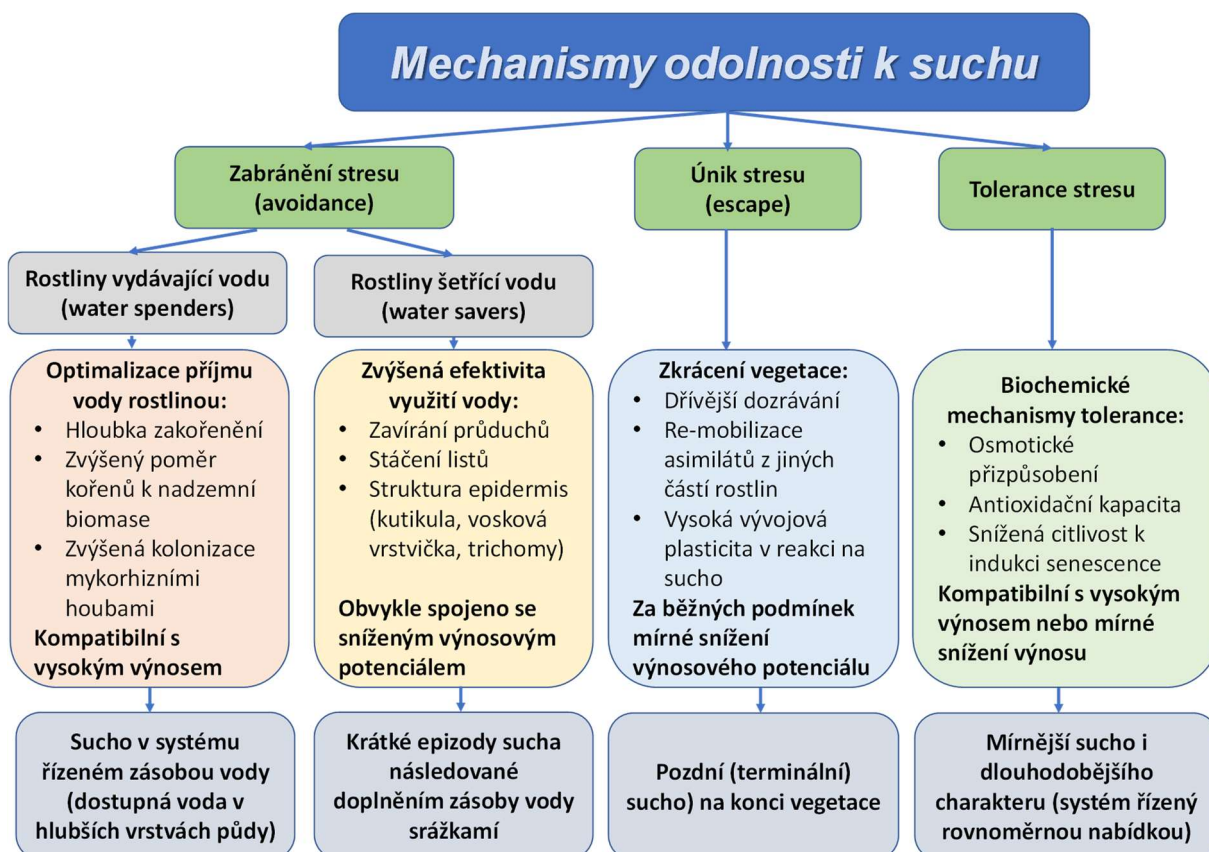 Mechanismy odolnosti k suchu
Zabránění stresu
(avoidance)
Únik stresu
(escape)
Tolerance stresu
Rostliny vydávající vodu
(water spenders)
Rostliny šetřící vodu
(water savers)
Optimalizace příjmu
vody rostlinou:
• Hloubka zakořenění
• Zvýšený poměr
kořenů k nadzemní
biomase
• Zvýšená kolonizace
mykorhizními
houbami
Kompatibilní s
vysokým výnosem
Zvýšená efektivita
využití vody:
• Zavírání průduchů
• Stáčení listů
• Struktura epidermis
(kutikula, vosková
vrstvička, trichomy)
Obvykle spojeno se
sníženým výnosovým
potenciálem
Zkrácení vegetace:
• Dřívější dozrávání
• Re-mobilizace
asimilátů z jiných
částí rostlin
• Vysoká vývojová
plasticita v reakci na
sucho
Za běžných podmínek
mírné snížení
výnosového potenciálu
Biochemické
mechanismy tolerance:
• Osmotické
přizpůsobení
• Antioxidační kapacita
• Snížená citlivost k
indukci senescence
Kompatibilní s vysokým
výnosem nebo mírné
snížení výnosu
Sucho v systému
řízeném zásobou vody
(dostupná voda v
hlubších vrstvách půdy)
Krátké epizody sucha
následované
doplněním zásoby vody
srážkamí
Pozdní (terminální)
sucho) na konci vegetace
Mírnější sucho i
dlouhodobějšího
charakteru (systém řízený
rovnoměrnou nabídkou)